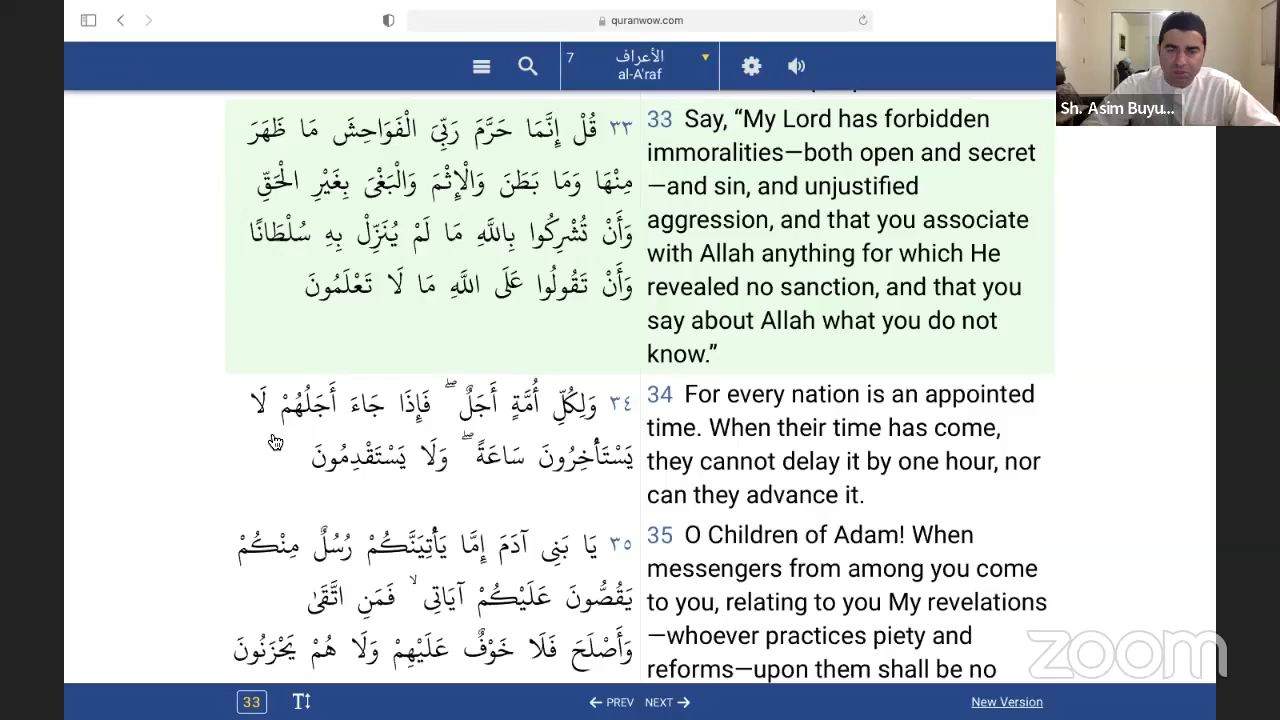 quranwow.com
7
الأعراف
al-A'raf
٣٣ قُلْ إِنَّمَا حَرَّمَ رَبِّيَ الْفَوَاحِشَ مَا ظَهَرَ
مِنْهَا وَمَا بَطَنَ وَالْإِثْمَ وَالْبَغْيَ بِغَيْرِ الْحَقِّ
وَأَنْ تُشْرِكُوا بِاللَّهِ مَا لَمْ يُنَزِّلْ بِهِ سُلْطَانًا
وَأَنْ تَقُولُوا عَلَى اللَّهِ مَا لَا تَعْلَمُونَ
33 Say, “My Lord has forbidden
immoralities—both open and secret
—and sin, and unjustified
aggression, and that you associate
with Allah anything for which He
revealed no sanction, and that you
say about Allah what you do not
know.”
٣٤ وَلِكُلِّ أُمَّةٍ أَجَلٌ ۖ فَإِذَا جَاءَ أَجَلُهُمْ لَا
يَسْتَأْخِرُونَ سَاعَةً ۖ وَلَا يَسْتَقْدِمُونَ
34 For every nation is an appointed
time. When their time has come,
they cannot delay it by one hour, nor
can they advance it.
٣٥ يَا بَنِي آدَمَ إِمَّا يَأْتِيَنَّكُمْ رُسُلٌ مِنْكُمْ
يَقُصُّونَ عَلَيْكُمْ آيَاتِي ۙ فَمَنِ اتَّقَىٰ
وَأَصْلَحَ فَلَا خَوْفٌ عَلَيْهِمْ وَلَا هُمْ يَحْزَنُونَ
35 O Children of Adam! When
messengers from among you come
to you, relating to you My revelations
—whoever practices piety and
reforms—upon them shall be no
33
T
PREV NEXT
New Version
Sh. Asim Buyu...
zoom